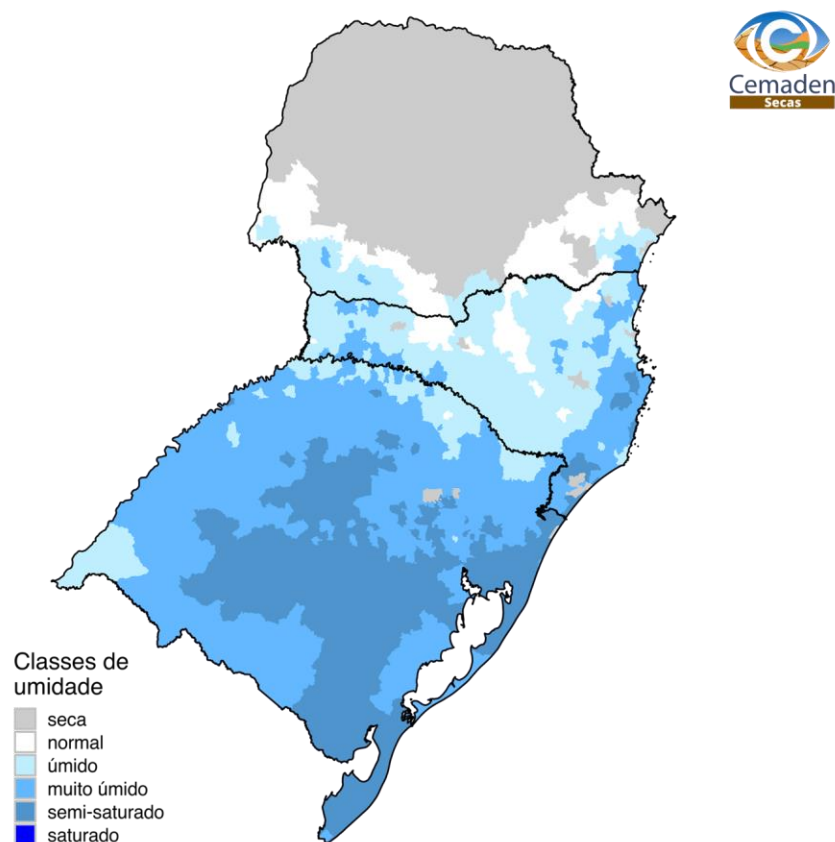 Cemaden
Secas
Classes de
umidade
seca
normal
úmido
muito úmido
semi-saturado
saturado